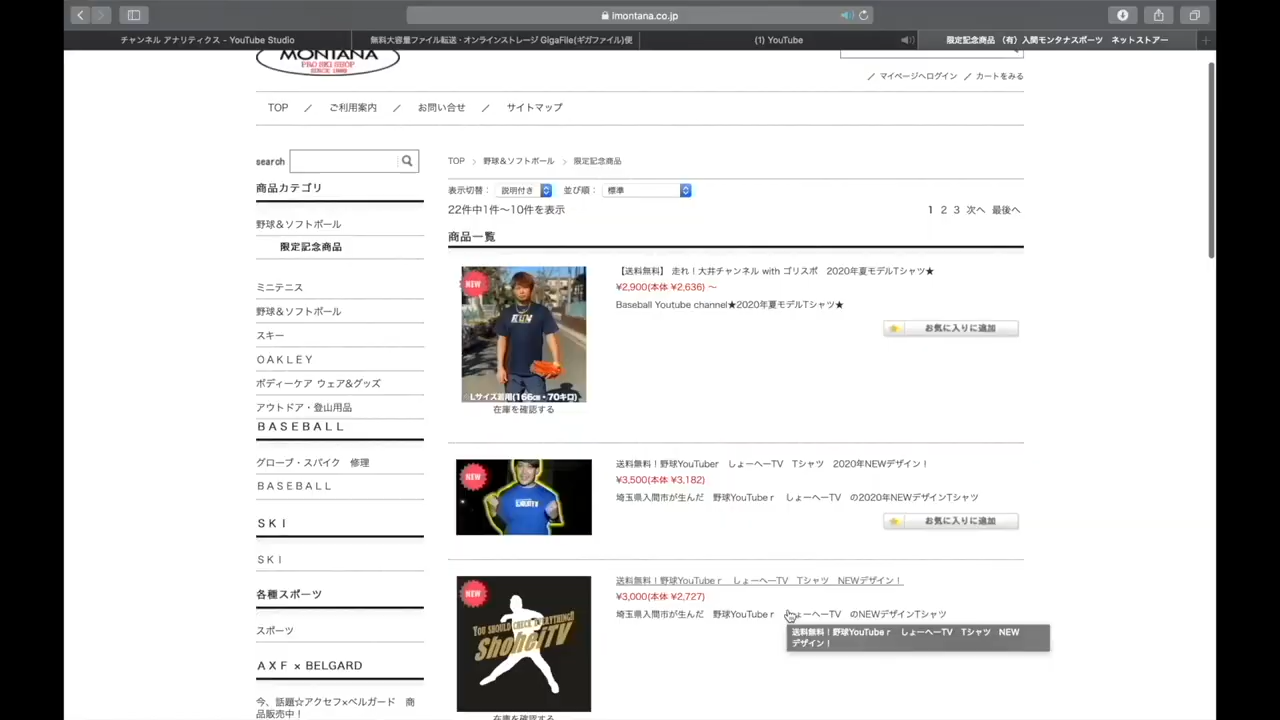 imontana.co.jp
チャンネル アナリティクス - YouTube Studio
無料大容量ファイル転送・オンラインストレージ GigaFile(ギガファイル)便
(1) YouTube
限定記念商品 （有）入間モンタナスポーツ　ネットストアー
MONTANA
PRO SKI SHOP
SINCE 1969
／ マイページへログイン ／ カートをみる
TOP ／ ご利用案内 ／ お問い合せ ／ サイトマップ
search
商品カテゴリ
野球＆ソフトボール
限定記念商品
ミニテニス
野球＆ソフトボール
スキー
ＯＡＫＬＥＹ
ボディーケア ウェア&グッズ
アウトドア・登山用品
ＢＡＳＥＢＡＬＬ
グローブ・スパイク　修理
ＢＡＳＥＢＡＬＬ
ＳＫＩ
ＳＫＩ
各種スポーツ
スポーツ
ＡＸＦ × BELGARD
今、話題☆アクセフ×ベルガード　商
品販売中！
TOP > 野球＆ソフトボール > 限定記念商品
表示切替： 説明付き 並び順： 標準
22件中1件～10件を表示
1 2 3 次へ 最後へ
商品一覧
NEW
RUN
Lサイズ着用(166㎝・70キロ)
在庫を確認する
【送料無料】 走れ！大井チャンネル with ゴリスポ　2020年夏モデルTシャツ★
¥2,900(本体 ¥2,636) ～
Baseball Youtube channel★2020年夏モデルTシャツ★
お気に入りに追加
NEW
送料無料！野球YouTuber　しょーへーTV　Tシャツ　2020年NEWデザイン！
¥3,500(本体 ¥3,182)
埼玉県入間市が生んだ　野球YouTubeｒ　しょーへーTV　の2020年NEWデザインTシャツ
お気に入りに追加
NEW
YOU SHOULD CHECK EVERYTHING!!
ShoheiTV
在庫を確認する
送料無料！野球YouTubeｒ　しょーへーTV　Tシャツ　NEWデザイン！
¥3,000(本体 ¥2,727)
埼玉県入間市が生んだ　野球YouTubeｒ　しょーへーTV　のNEWデザインTシャツ
送料無料！野球YouTubeｒ　しょーへーTV　Tシャツ　NEW
デザイン！